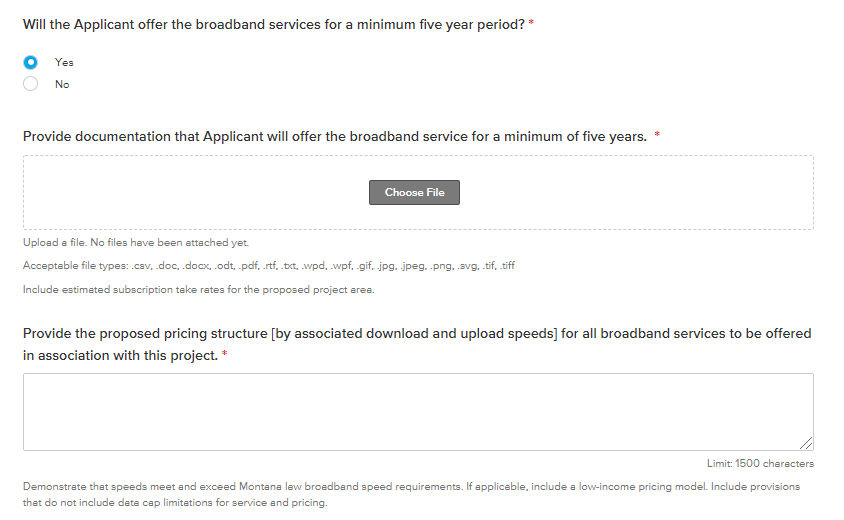 Will the Applicant offer the broadband services for a minimum five year period? *
Yes
No
Provide documentation that Applicant will offer the broadband service for a minimum of five years. *
Choose File
Upload a file. No files have been attached yet.
Acceptable file types: .csv, .doc, .docx, .odt, .pdf, .rtf, .txt, .wpd, .wpf, .gif, .jpg, .jpeg, .png, .svg, .tif, .tiff
Include estimated subscription take rates for the proposed project area.
Provide the proposed pricing structure [by associated download and upload speeds] for all broadband services to be offered
in association with this project. *
Limit: 1500 characters
Demonstrate that speeds meet and exceed Montana law broadband speed requirements. If applicable, include a low-income pricing model. Include provisions
that do not include data cap limitations for service and pricing.